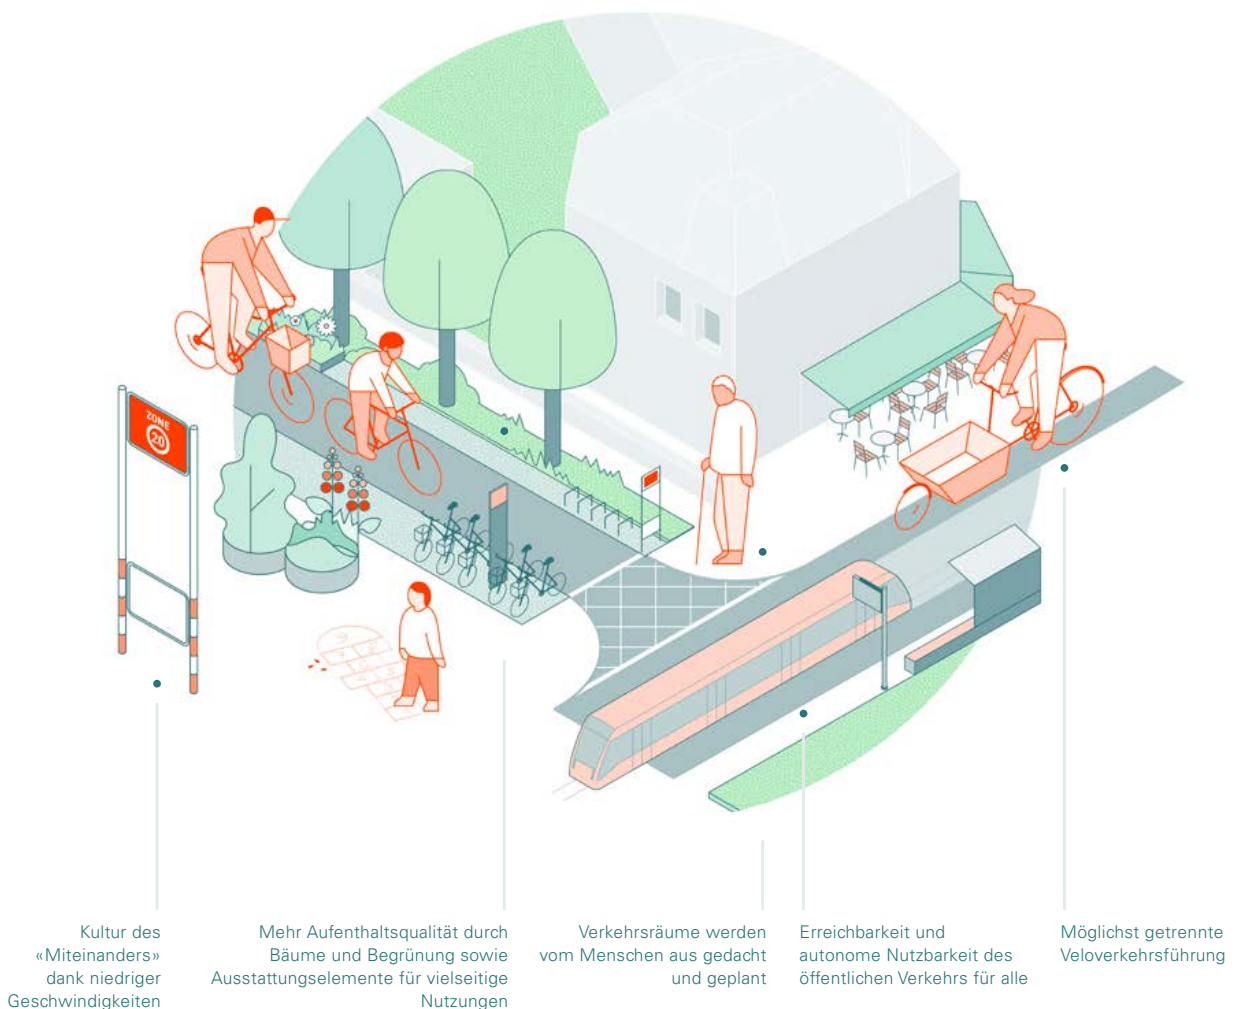 ZONE
20
Kultur des
«Miteinanders»
dank niedriger
Geschwindigkeiten
Mehr Aufenthaltsqualität durch
Bäume und Begrünung sowie
Ausstattungselemente für vielseitige
Nutzungen
Verkehrsräume werden
vom Menschen aus gedacht
und geplant
Erreichbarkeit und
autonome Nutzbarkeit des
öffentlichen Verkehrs für alle
Möglichst getrennte
Veloverkehrsführung